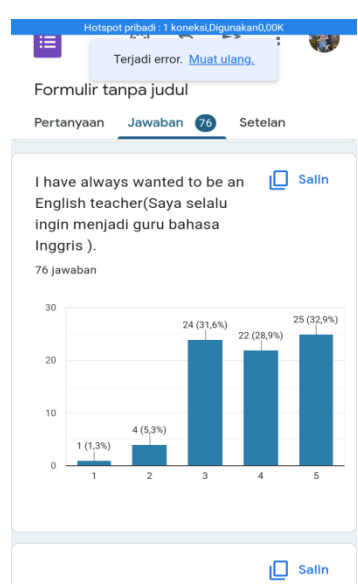 Hotspot pribadi : 1 koneksi,Digunakan0,00K
Terjadi error. Muat ulang.
Formulir tanpa judul
Pertanyaan Jawaban 76 Setelan
I have always wanted to be an
English teacher(Saya selalu
ingin menjadi guru bahasa
Inggris ).
Salin
76 jawaban
30
20
10
0
1 (1,3%)
4 (5,3%)
24 (31,6%)
22 (28,9%)
25 (32,9%)
1 2 3 4 5
Salin